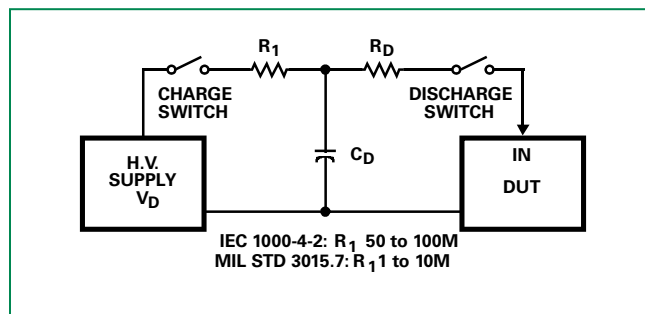 R1
RD
CHARGE
SWITCH
DISCHARGE
SWITCH
H.V.
SUPPLY
VD
CD
IN
DUT
IEC 1000-4-2: R1 50 to 100M
MIL STD 3015.7: R1 1 to 10M